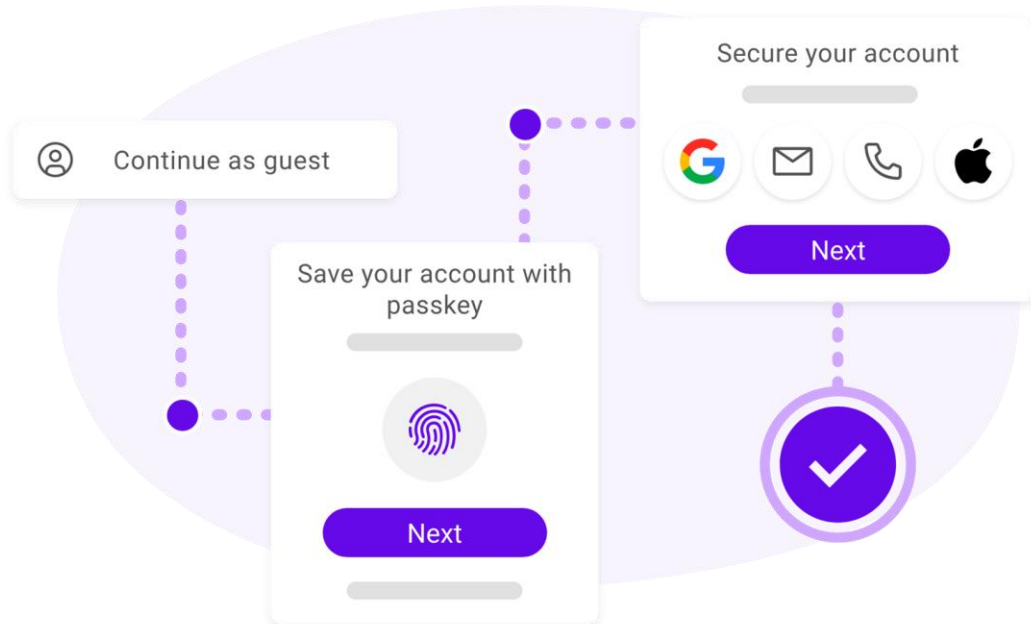 Continue as guest
Save your account with
passkey
Next
Secure your account
Next